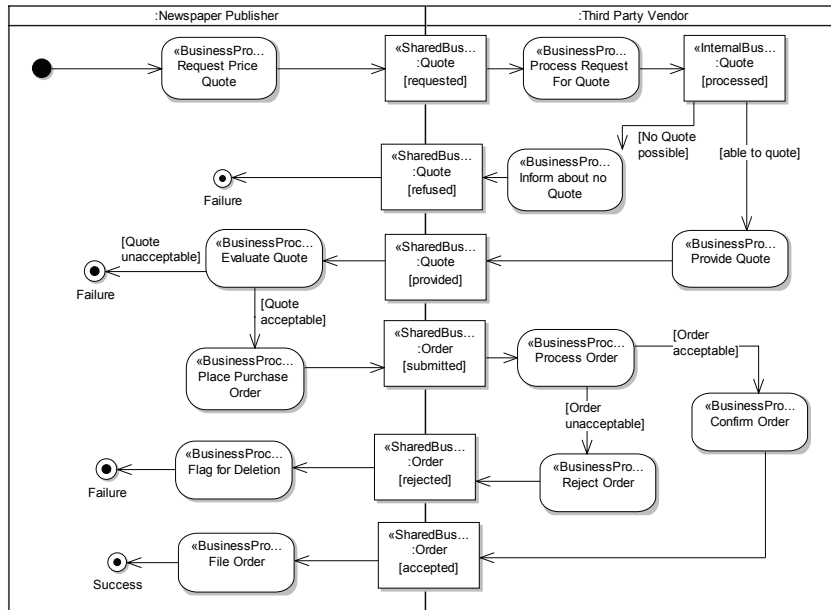 :Newspaper Publisher
:Third Party Vendor
«BusinessPro...
Request Price
Quote
«SharedBus...
:Quote
[requested]
«BusinessPro...
Process Request
For Quote
«InternalBus...
:Quote
[processed]
[No Quote
possible]
[able to quote]
Failure
«SharedBus...
:Quote
[refused]
«BusinessPro...
Inform about no
Quote
[Quote
unacceptable]
Failure
«BusinessProc...
Evaluate Quote
«SharedBus...
:Quote
[provided]
«BusinessPro...
Provide Quote
[Quote
acceptable]
«BusinessProc...
Place Purchase
Order
«SharedBus...
:Order
[submitted]
«BusinessProc...
Process Order
[Order
acceptable]
[Order
unacceptable]
«BusinessPro...
Confirm Order
Failure
«BusinessProc...
Flag for Deletion
«SharedBus...
:Order
[rejected]
«BusinessPro...
Reject Order
Success
«BusinessPro...
File Order
«SharedBus...
:Order
[accepted]